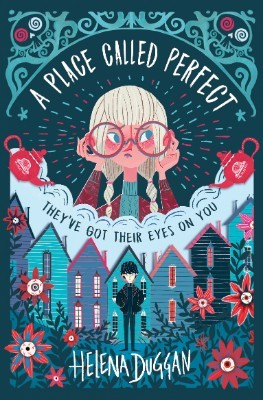 A PLACE CALLED PERFECT
THEY'VE GOT THEIR EYES ON YOU
HELENA DUGGAN